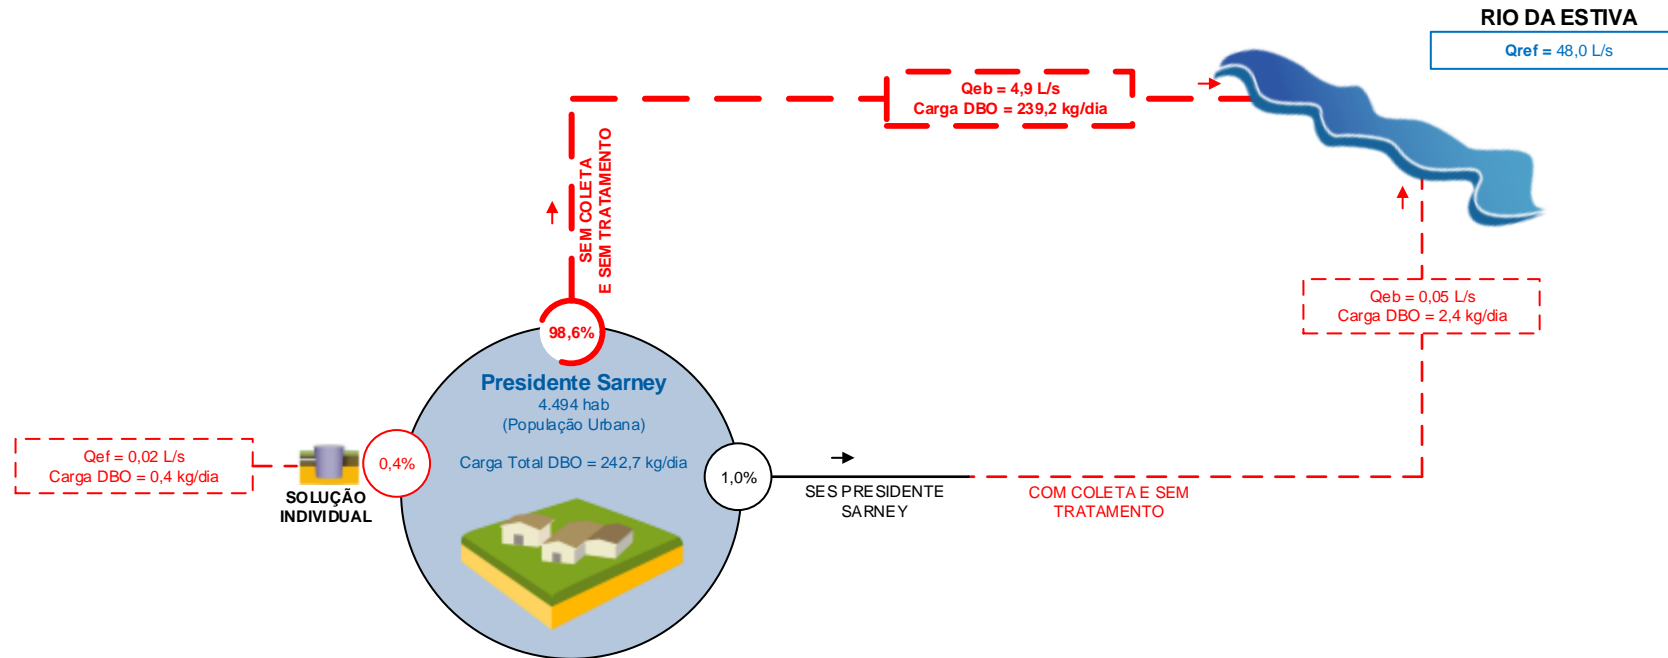 RIO DA ESTIVA
Qref = 48,0 L/s
Qeb = 4,9 L/s
Carga DBO = 239,2 kg/dia
SEM COLETA
E SEM TRATAMENTO
Qeb = 0,05 L/s
Carga DBO = 2,4 kg/dia
98,6%
Presidente Sarney
4.494 hab
(População Urbana)
Carga Total DBO = 242,7 kg/dia
Qef = 0,02 L/s
Carga DBO = 0,4 kg/dia
0,4%
SOLUÇÃO
INDIVIDUAL
1,0%
SES PRESIDENTE
SARNEY
COM COLETA E SEM
TRATAMENTO